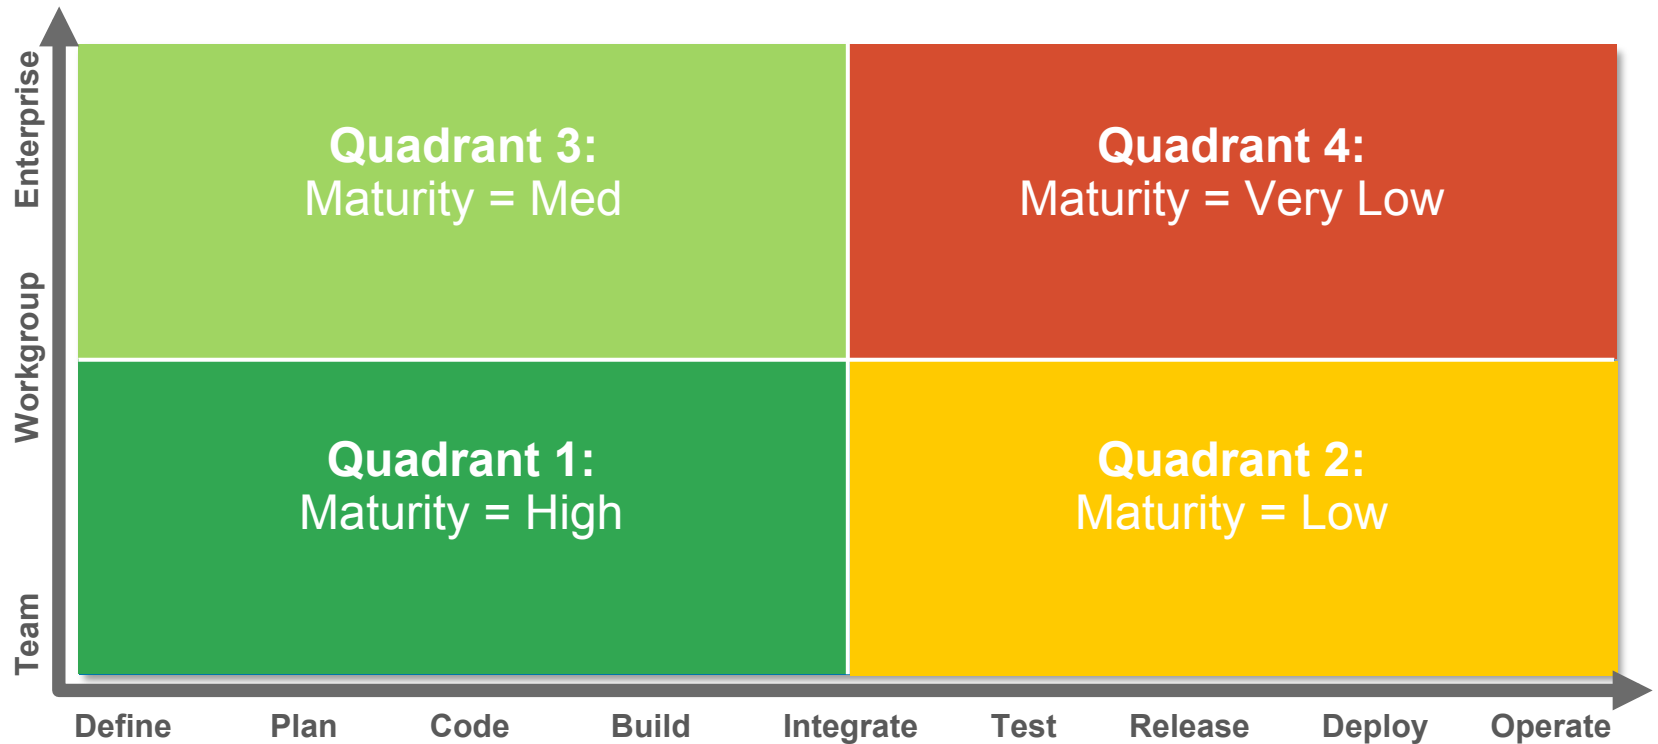 Enterprise
Workgroup
Team
Quadrant 3:
Maturity = Med
Quadrant 4:
Maturity = Very Low
Quadrant 1:
Maturity = High
Quadrant 2:
Maturity = Low
Define Plan Code Build Integrate Test Release Deploy Operate